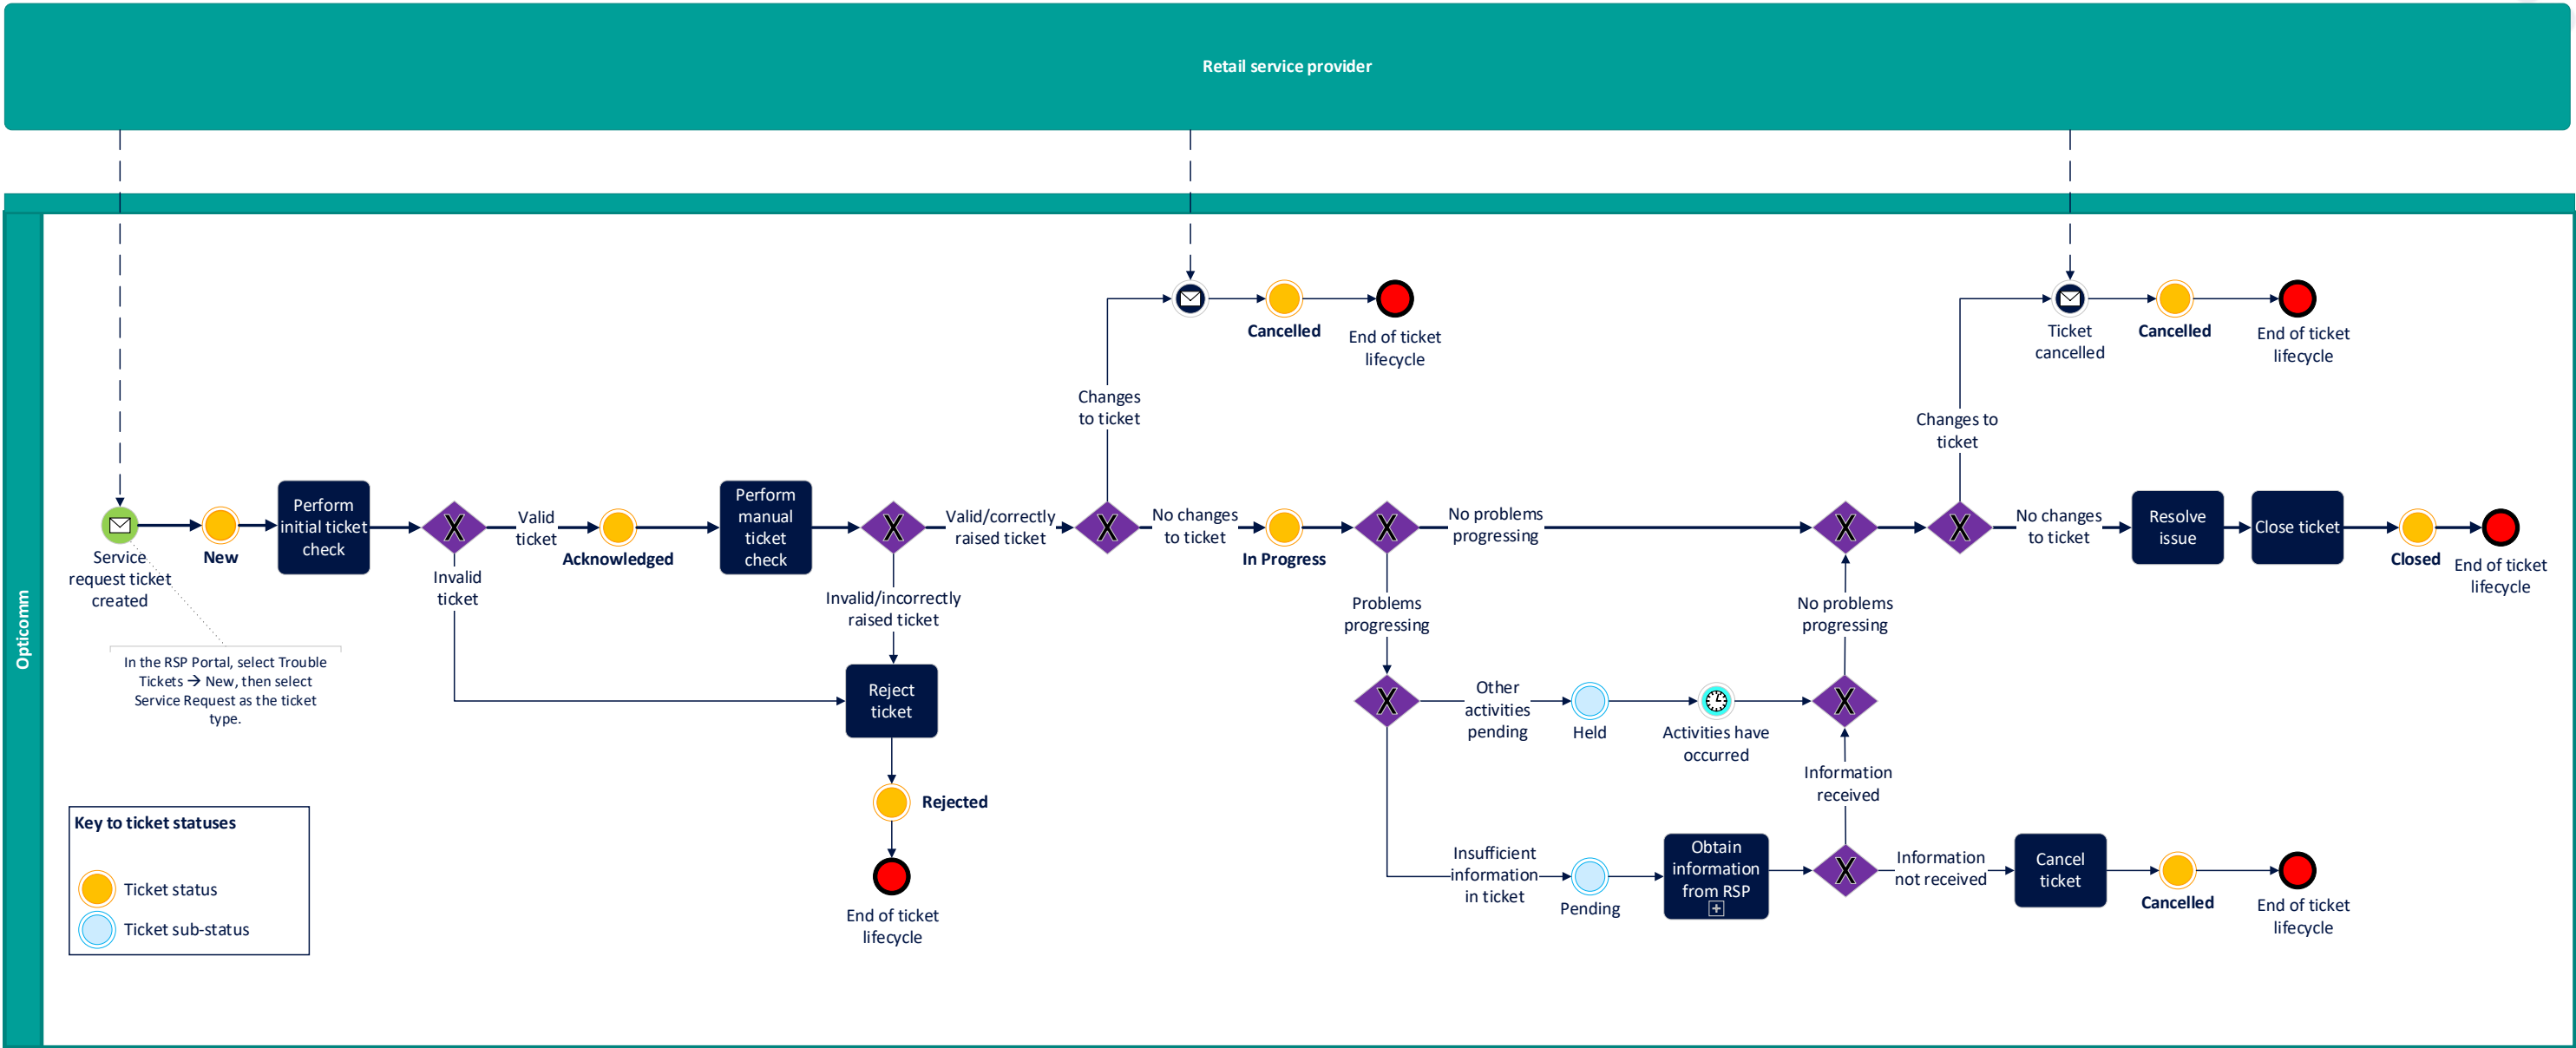 Retail service provider
Opticomm
Cancelled
End of ticket
lifecycle
Ticket
cancelled
Cancelled
End of ticket
lifecycle
Changes
to ticket
Changes to
ticket
Service
request ticket
created
New
Perform
initial ticket
check
X
Valid
ticket
Acknowledged
Perform
manual
ticket
check
X
Valid/correctly
raised ticket
X
No changes
to ticket
In Progress
X
No problems
progressing
X
X
No changes
to ticket
Resolve
issue
Close ticket
Closed
End of ticket
lifecycle
Invalid
ticket
Invalid/incorrectly
raised ticket
Problems
progressing
No problems
progressing
In the RSP Portal, select Trouble
Tickets → New, then select
Service Request as the ticket
type.
Reject
ticket
X
Other
activities
pending
Held
Activities have
occurred
X
Information
received
Rejected
End of ticket
lifecycle
Insufficient
information
in ticket
Pending
Obtain
information
from RSP
X
Information
not received
Cancel
ticket
Cancelled
End of ticket
lifecycle
Key to ticket statuses
Ticket status
Ticket sub-status